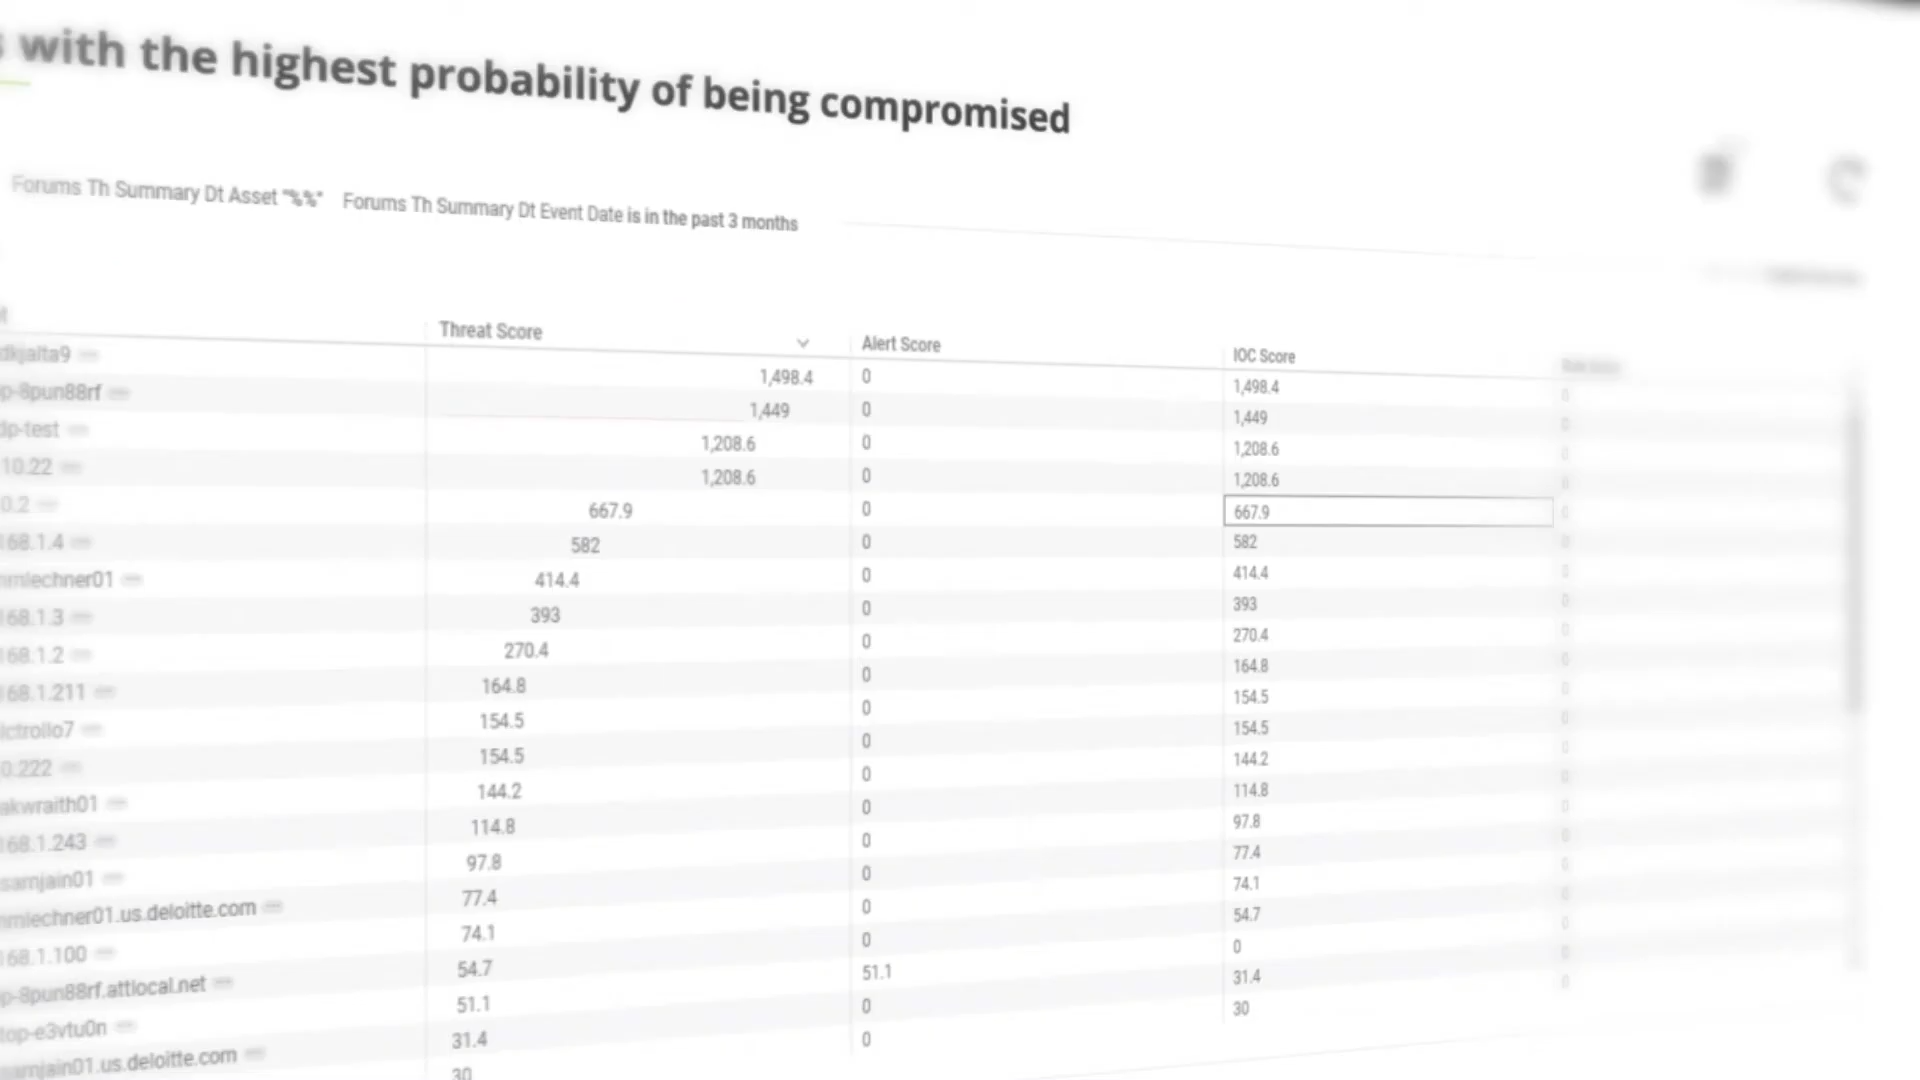 s with the highest probability of being compromised
Forums Th Summary Dt Asset "%%" Forums Th Summary Dt Event Date is in the past 3 months
Threat Score Alert Score IOC Score
dkjalta9 1,498.4 0 1,498.4
p-8pun88rf 1,449 0 1,449
dp-test 1,208.6 0 1,208.6
10.22 1,208.6 0 1,208.6
0.2 667.9 0 667.9
168.1.4 582 0 582
mlechner01 414.4 0 414.4
168.1.3 393 0 393
168.1.2 270.4 0 270.4
168.1.211 164.8 0 164.8
lctrollo7 154.5 0 154.5
0.222 154.5 0 154.5
akwraith01 144.2 0 144.2
168.1.243 114.8 0 114.8
samjain01 97.8 0 97.8
mlechner01.us.deloitte.com 77.4 0 77.4
168.1.100 74.1 0 74.1
p-8pun88rf.attlocal.net 54.7 0 54.7
top-e3vtu0n 51.1 51.1 0
samjain01.us.deloitte.com 31.4 0 31.4
30 0 30